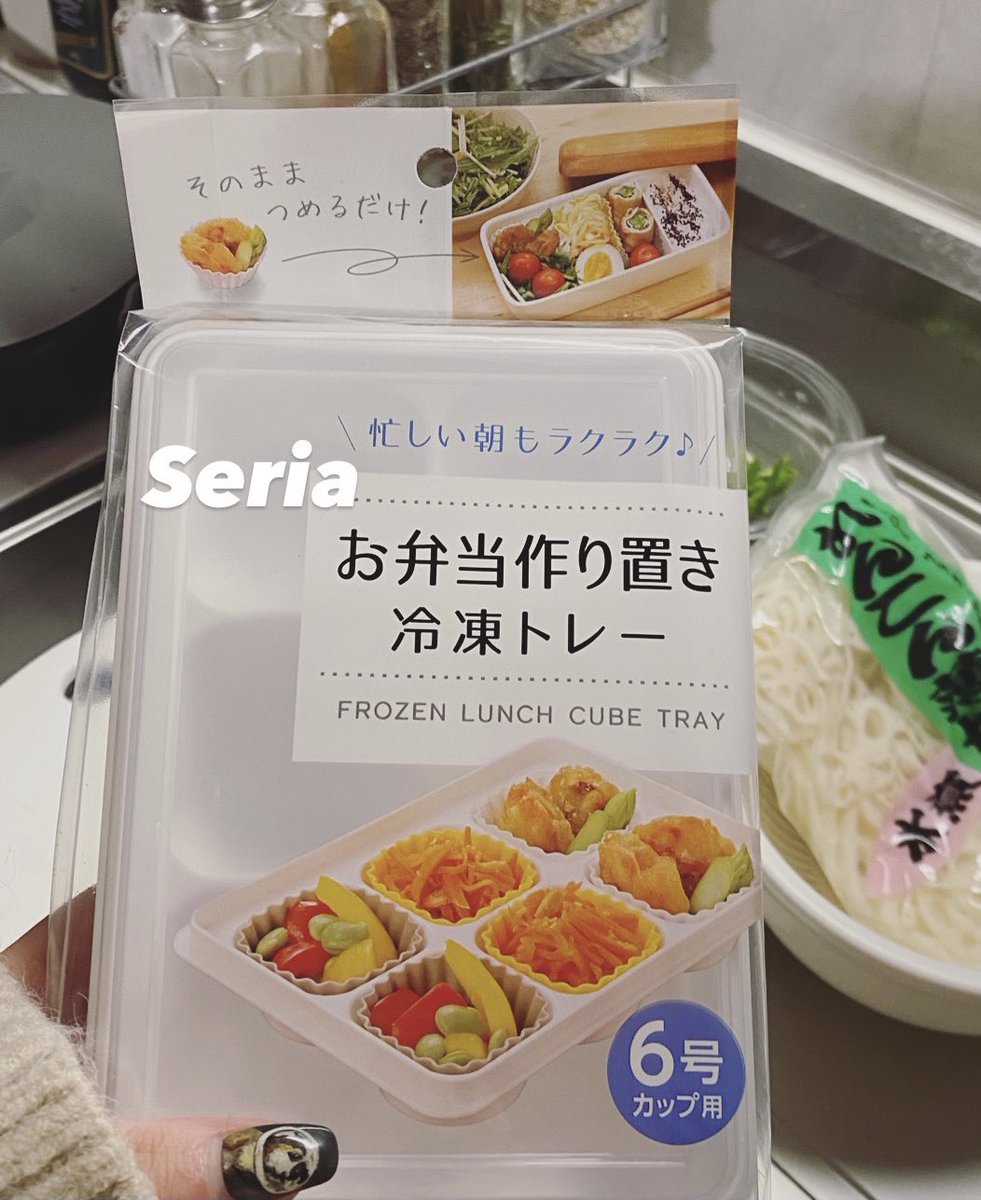 そのまま
つめるだけ!
\忙しい朝もラクラク♪/
Seria
お弁当作り置き
冷凍トレー
FROZEN LUNCH CUBE TRAY
6号
カップ用